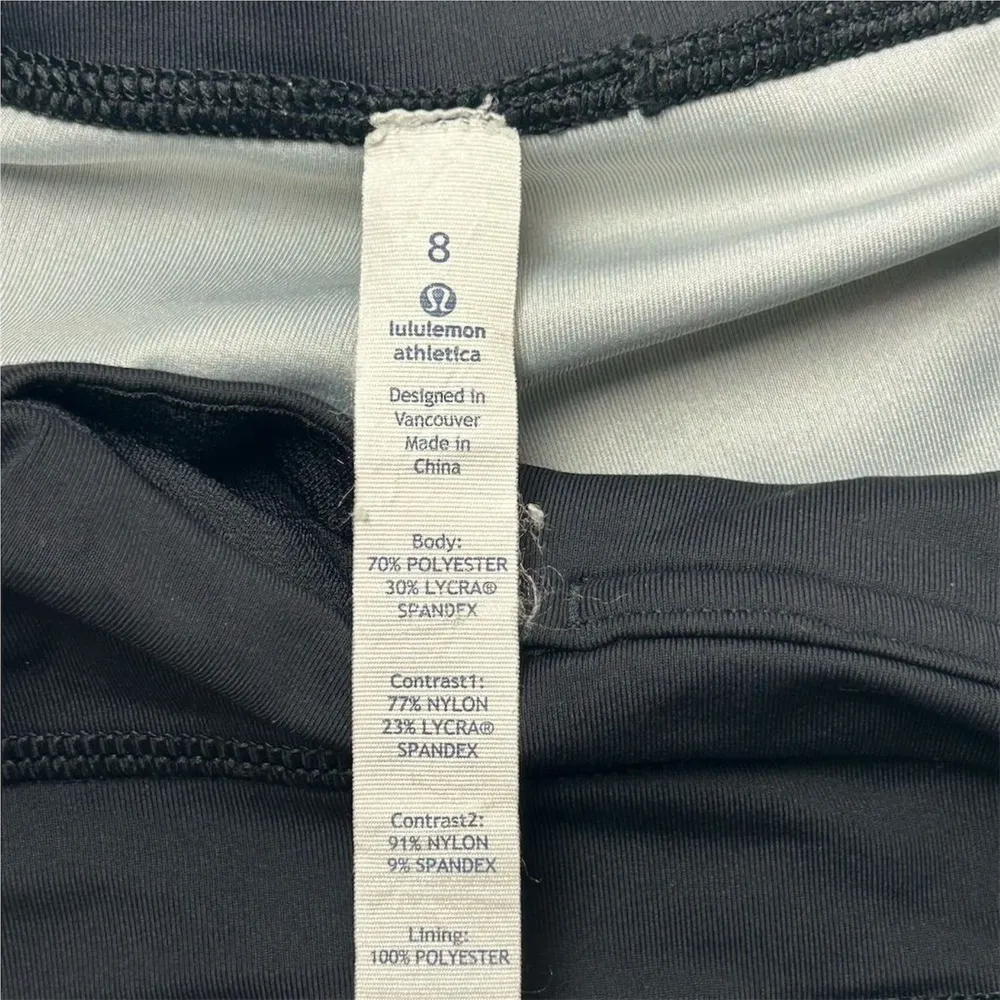 8
lululemon
athletica
Designed in
Vancouver
Made in
China
Body:
70% POLYESTER
30% LYCRA®
SPANDEX
Contrast1:
77% NYLON
23% LYCRA®
SPANDEX
Contrast2:
91% NYLON
9% SPANDEX
Lining:
100% POLYESTER